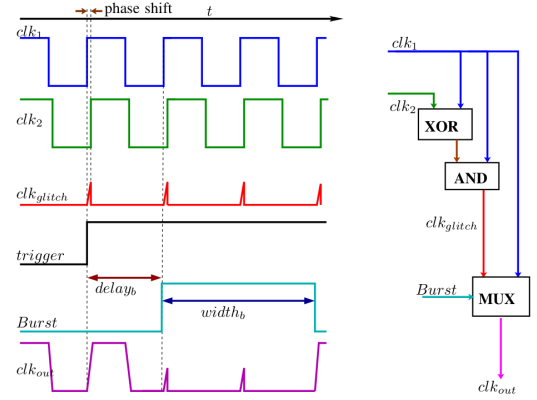 phase shift
t
clk1
clk2
clkglitch
trigger
delayb
Burst
widthb
clkout
clk1
clk2
XOR
AND
clkglitch
Burst
MUX
clkout